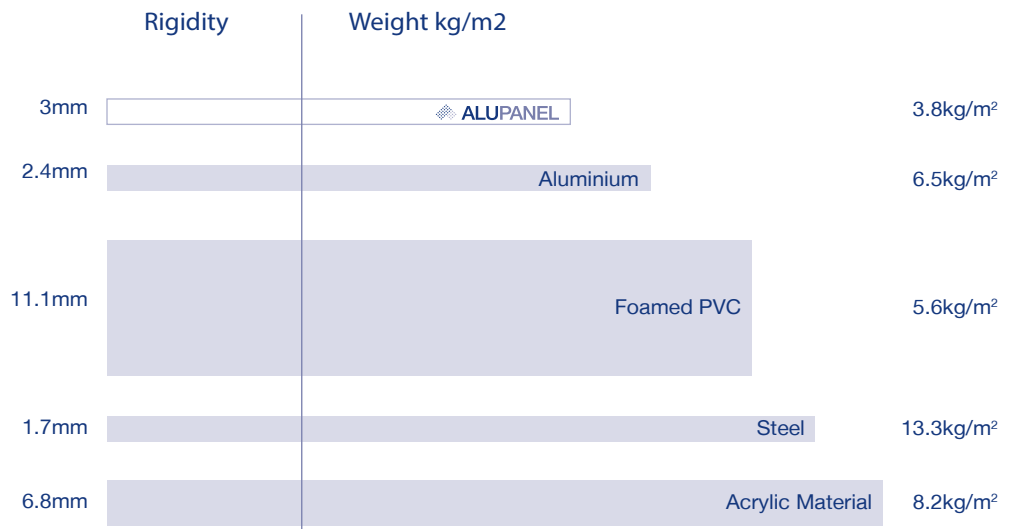 Rigidity Weight kg/m2
3mm ALUPANEL 3.8kg/m²
2.4mm Aluminium 6.5kg/m²
11.1mm Foamed PVC 5.6kg/m²
1.7mm Steel 13.3kg/m²
6.8mm Acrylic Material 8.2kg/m²